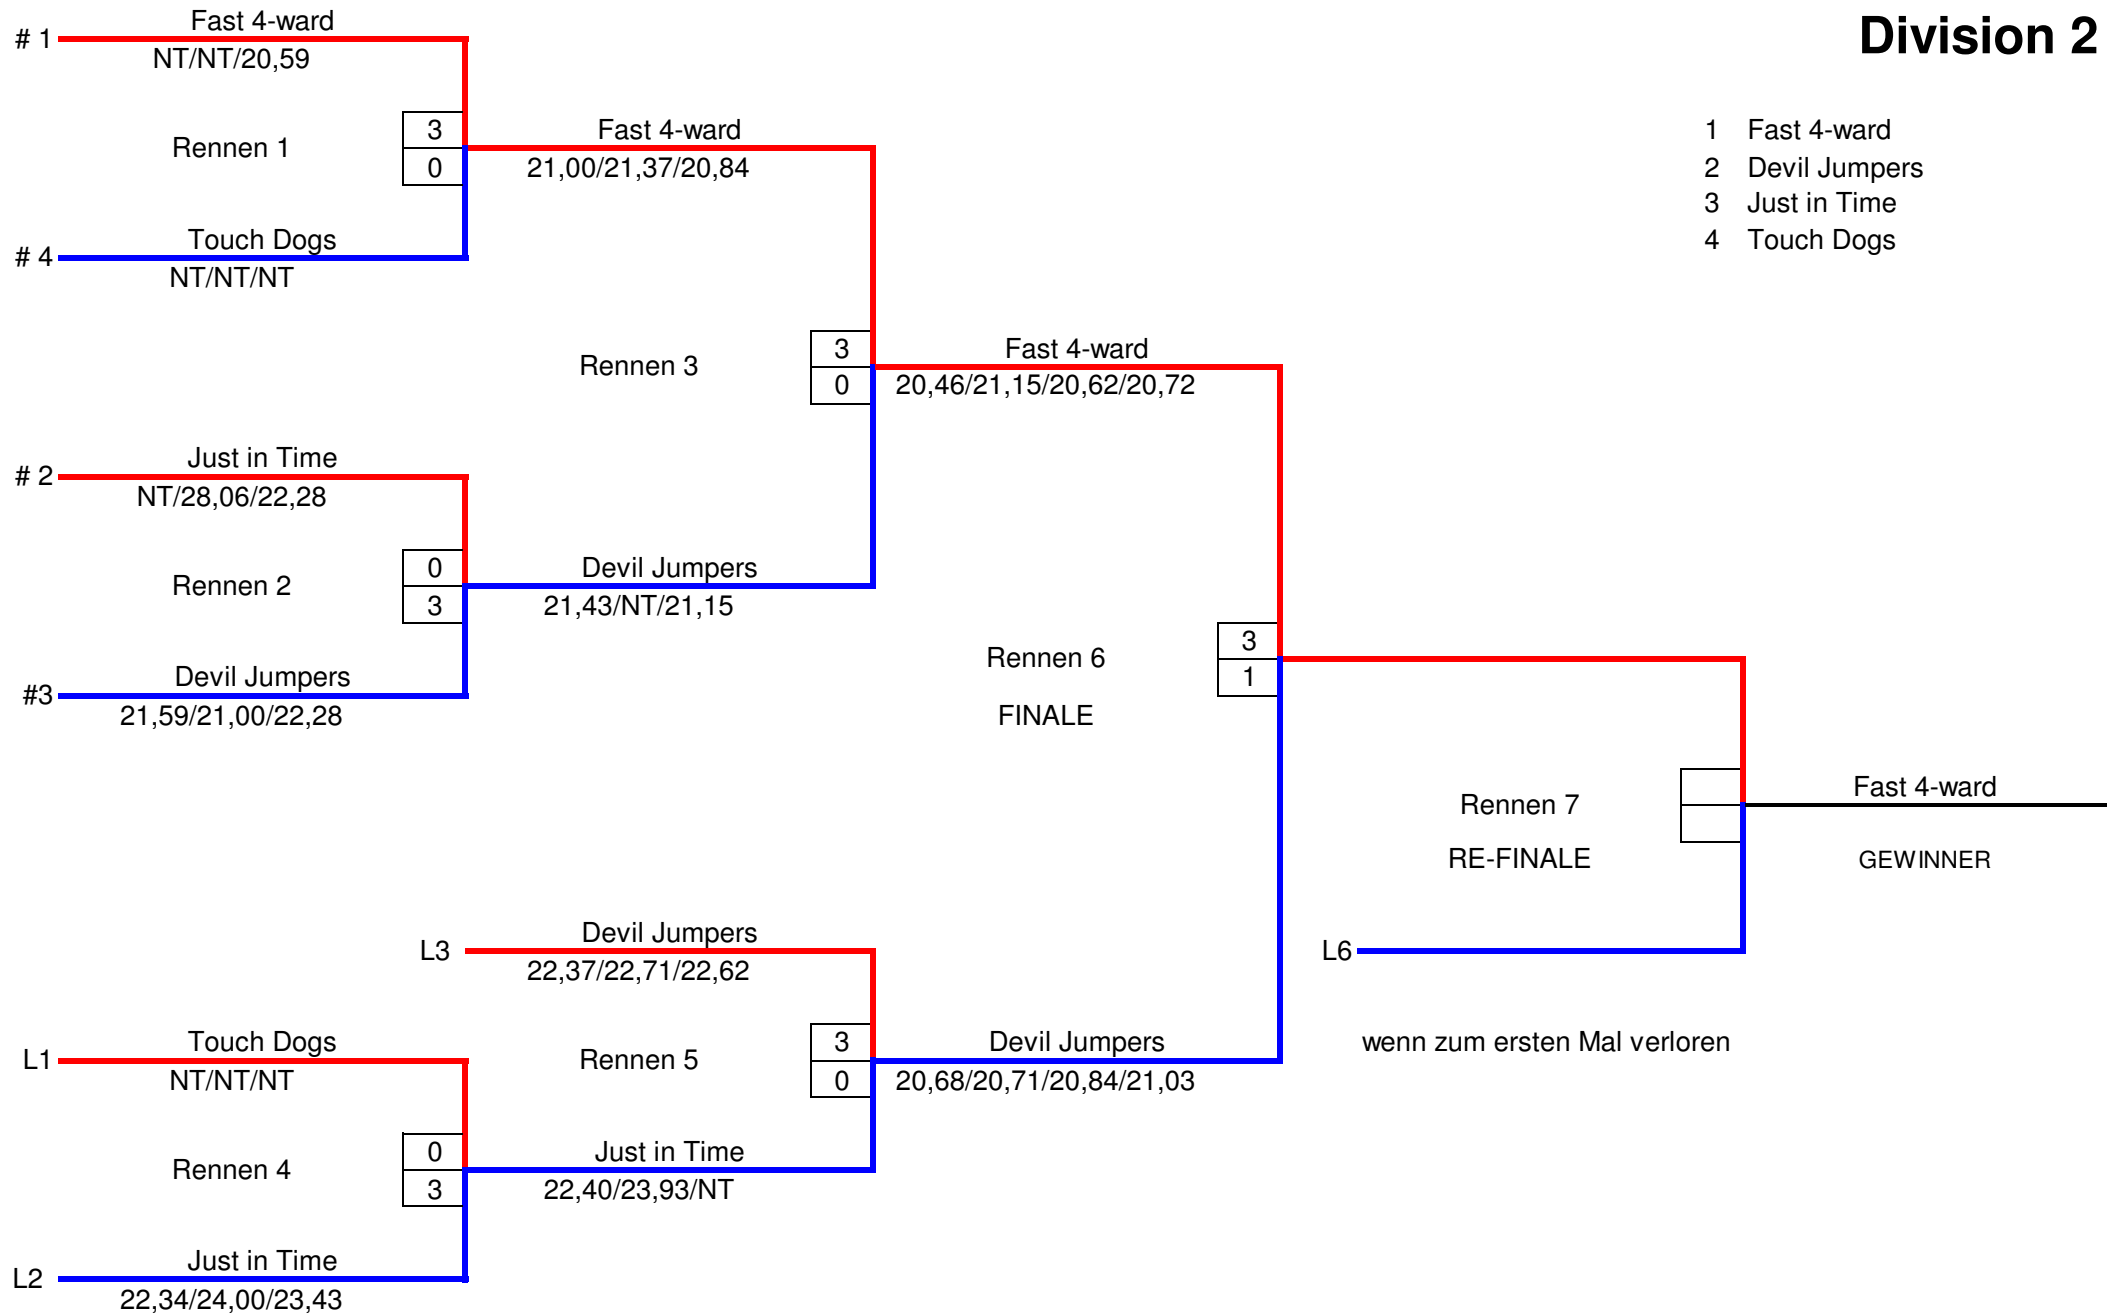 Division 2
1 Fast 4-ward
2 Devil Jumpers
3 Just in Time
4 Touch Dogs
# 1
Fast 4-ward
NT/NT/20,59
Rennen 1
3
0
# 4
Touch Dogs
NT/NT/NT
Fast 4-ward
21,00/21,37/20,84
Rennen 3
3
0
# 2
Just in Time
NT/28,06/22,28
Rennen 2
0
3
#3
Devil Jumpers
21,59/21,00/22,28
Devil Jumpers
21,43/NT/21,15
Fast 4-ward
20,46/21,15/20,62/20,72
Rennen 6
3
1
FINALE
Rennen 7
RE-FINALE
Fast 4-ward
GEWINNER
L6
wenn zum ersten Mal verloren
L3
Devil Jumpers
22,37/22,71/22,62
Rennen 5
3
0
Devil Jumpers
20,68/20,71/20,84/21,03
L1
Touch Dogs
NT/NT/NT
Rennen 4
0
3
Just in Time
22,40/23,93/NT
L2
Just in Time
22,34/24,00/23,43